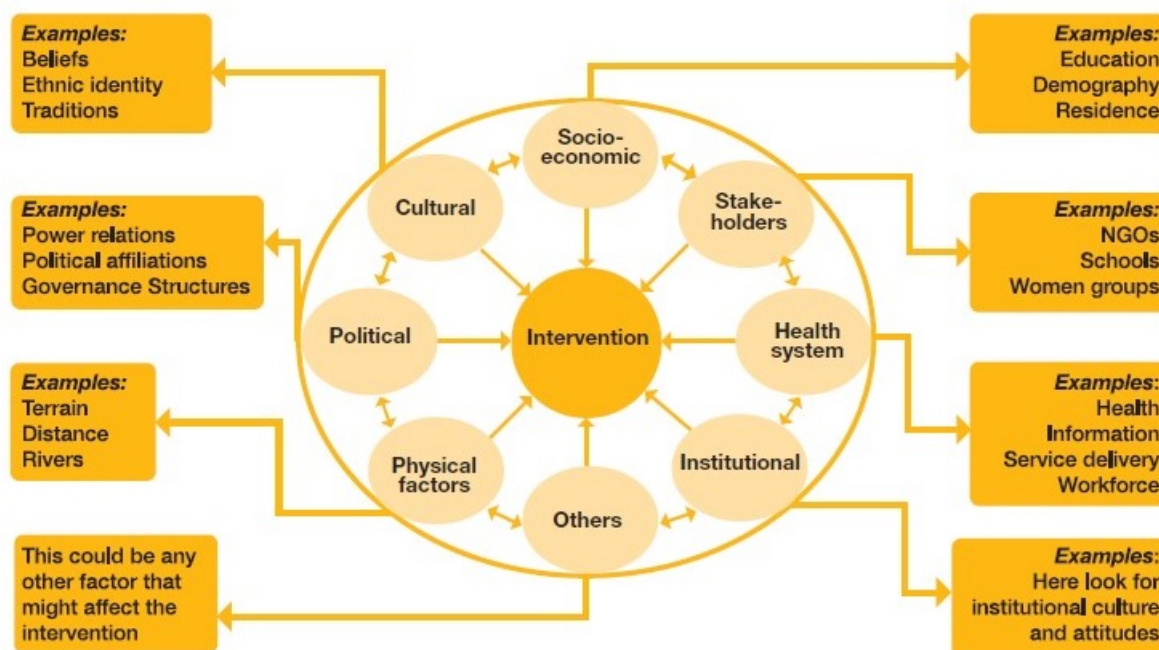 Examples:
Beliefs
Ethnic identity
Traditions
Examples:
Power relations
Political affiliations
Governance Structures
Examples:
Terrain
Distance
Rivers
This could be any
other factor that
might affect the
intervention
Socio-
economic
Cultural
Stake-
holders
Political
Intervention
Health
system
Physical
factors
Institutional
Others
Examples:
Education
Demography
Residence
Examples:
NGOs
Schools
Women groups
Examples:
Health
Information
Service delivery
Workforce
Examples:
Here look for
institutional culture
and attitudes